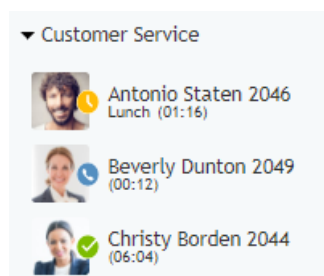 Customer Service
Antonio Staten 2046
Lunch (01:16)
Beverly Dunton 2049
(00:12)
Christy Borden 2044
(06:04)